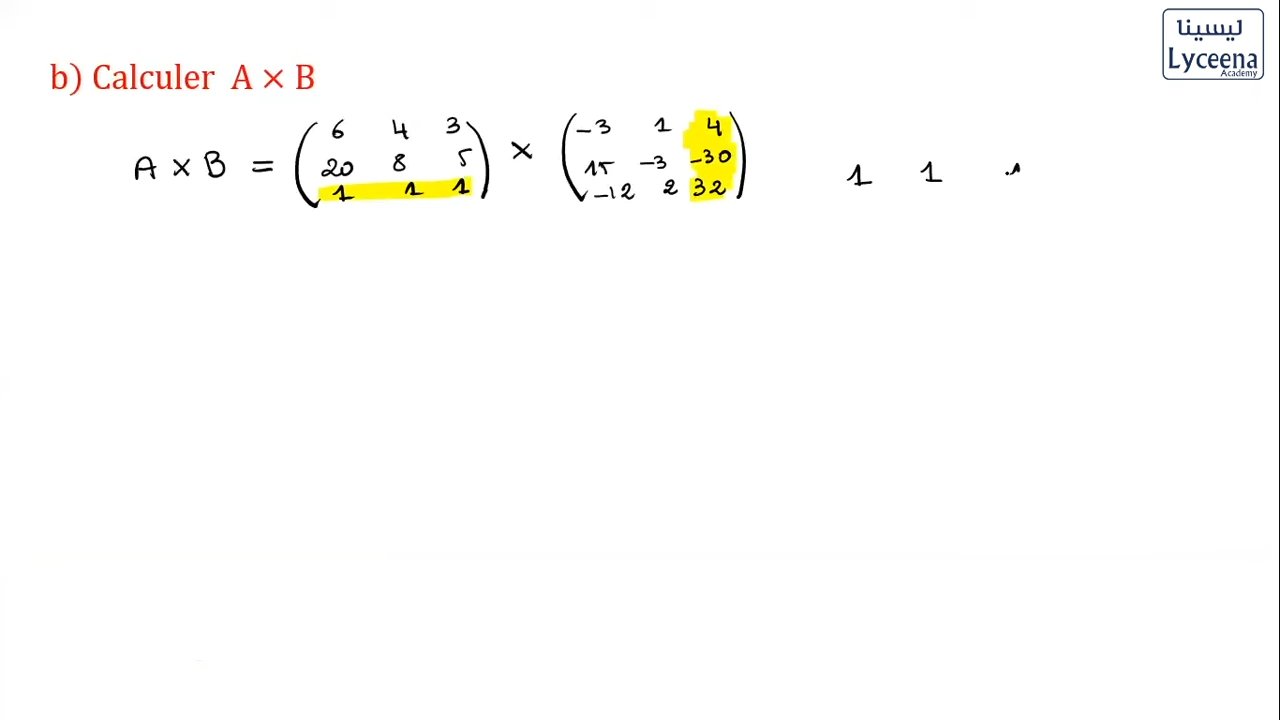 ليسينا
Lyceena
Academy
b) Calculer A × B
A × B = ( 6 4 3 ) × ( -3 1 4 )
20 8 5 15 -3 -30
1 1 1 -12 2 32
1 1